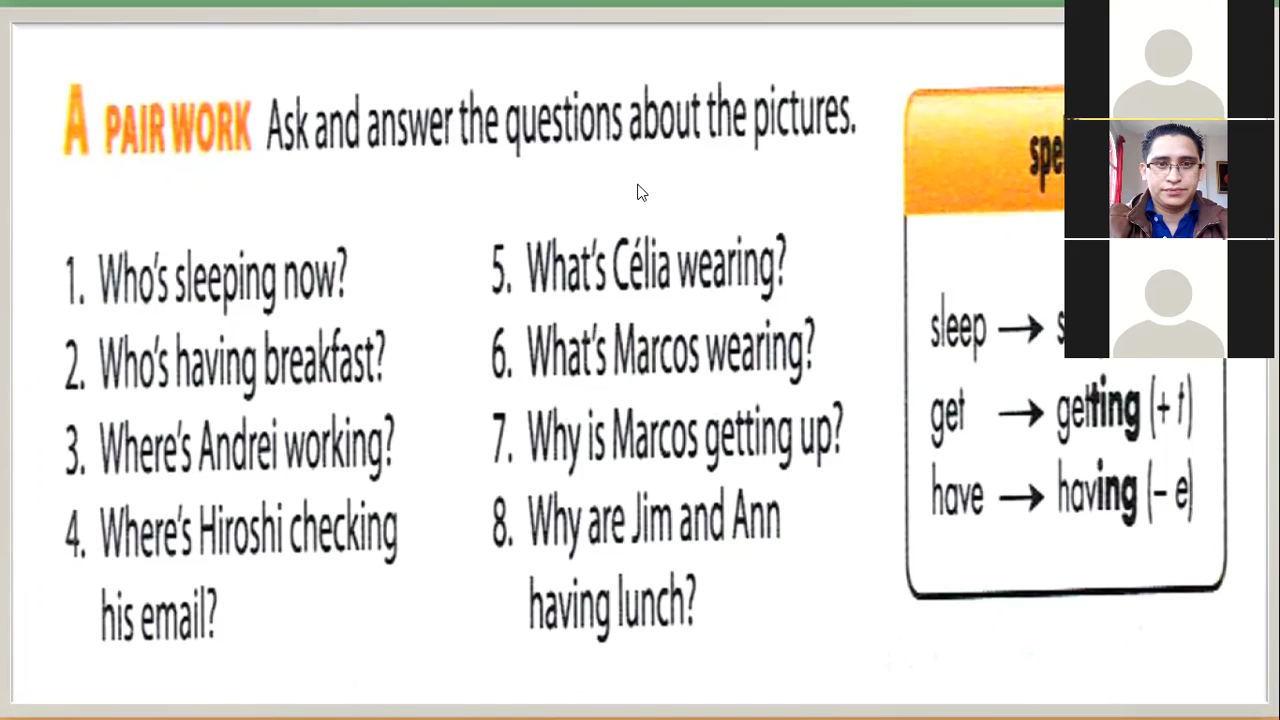 A PAIR WORK Ask and answer the questions about the pictures.
1. Who's sleeping now?
2. Who's having breakfast?
3. Where's Andrei working?
4. Where's Hiroshi checking
his email?
5. What's Célia wearing?
6. What's Marcos wearing?
7. Why is Marcos getting up?
8. Why are Jim and Ann
having lunch?
sleep →
get → getting (+ t)
have → having (– e)